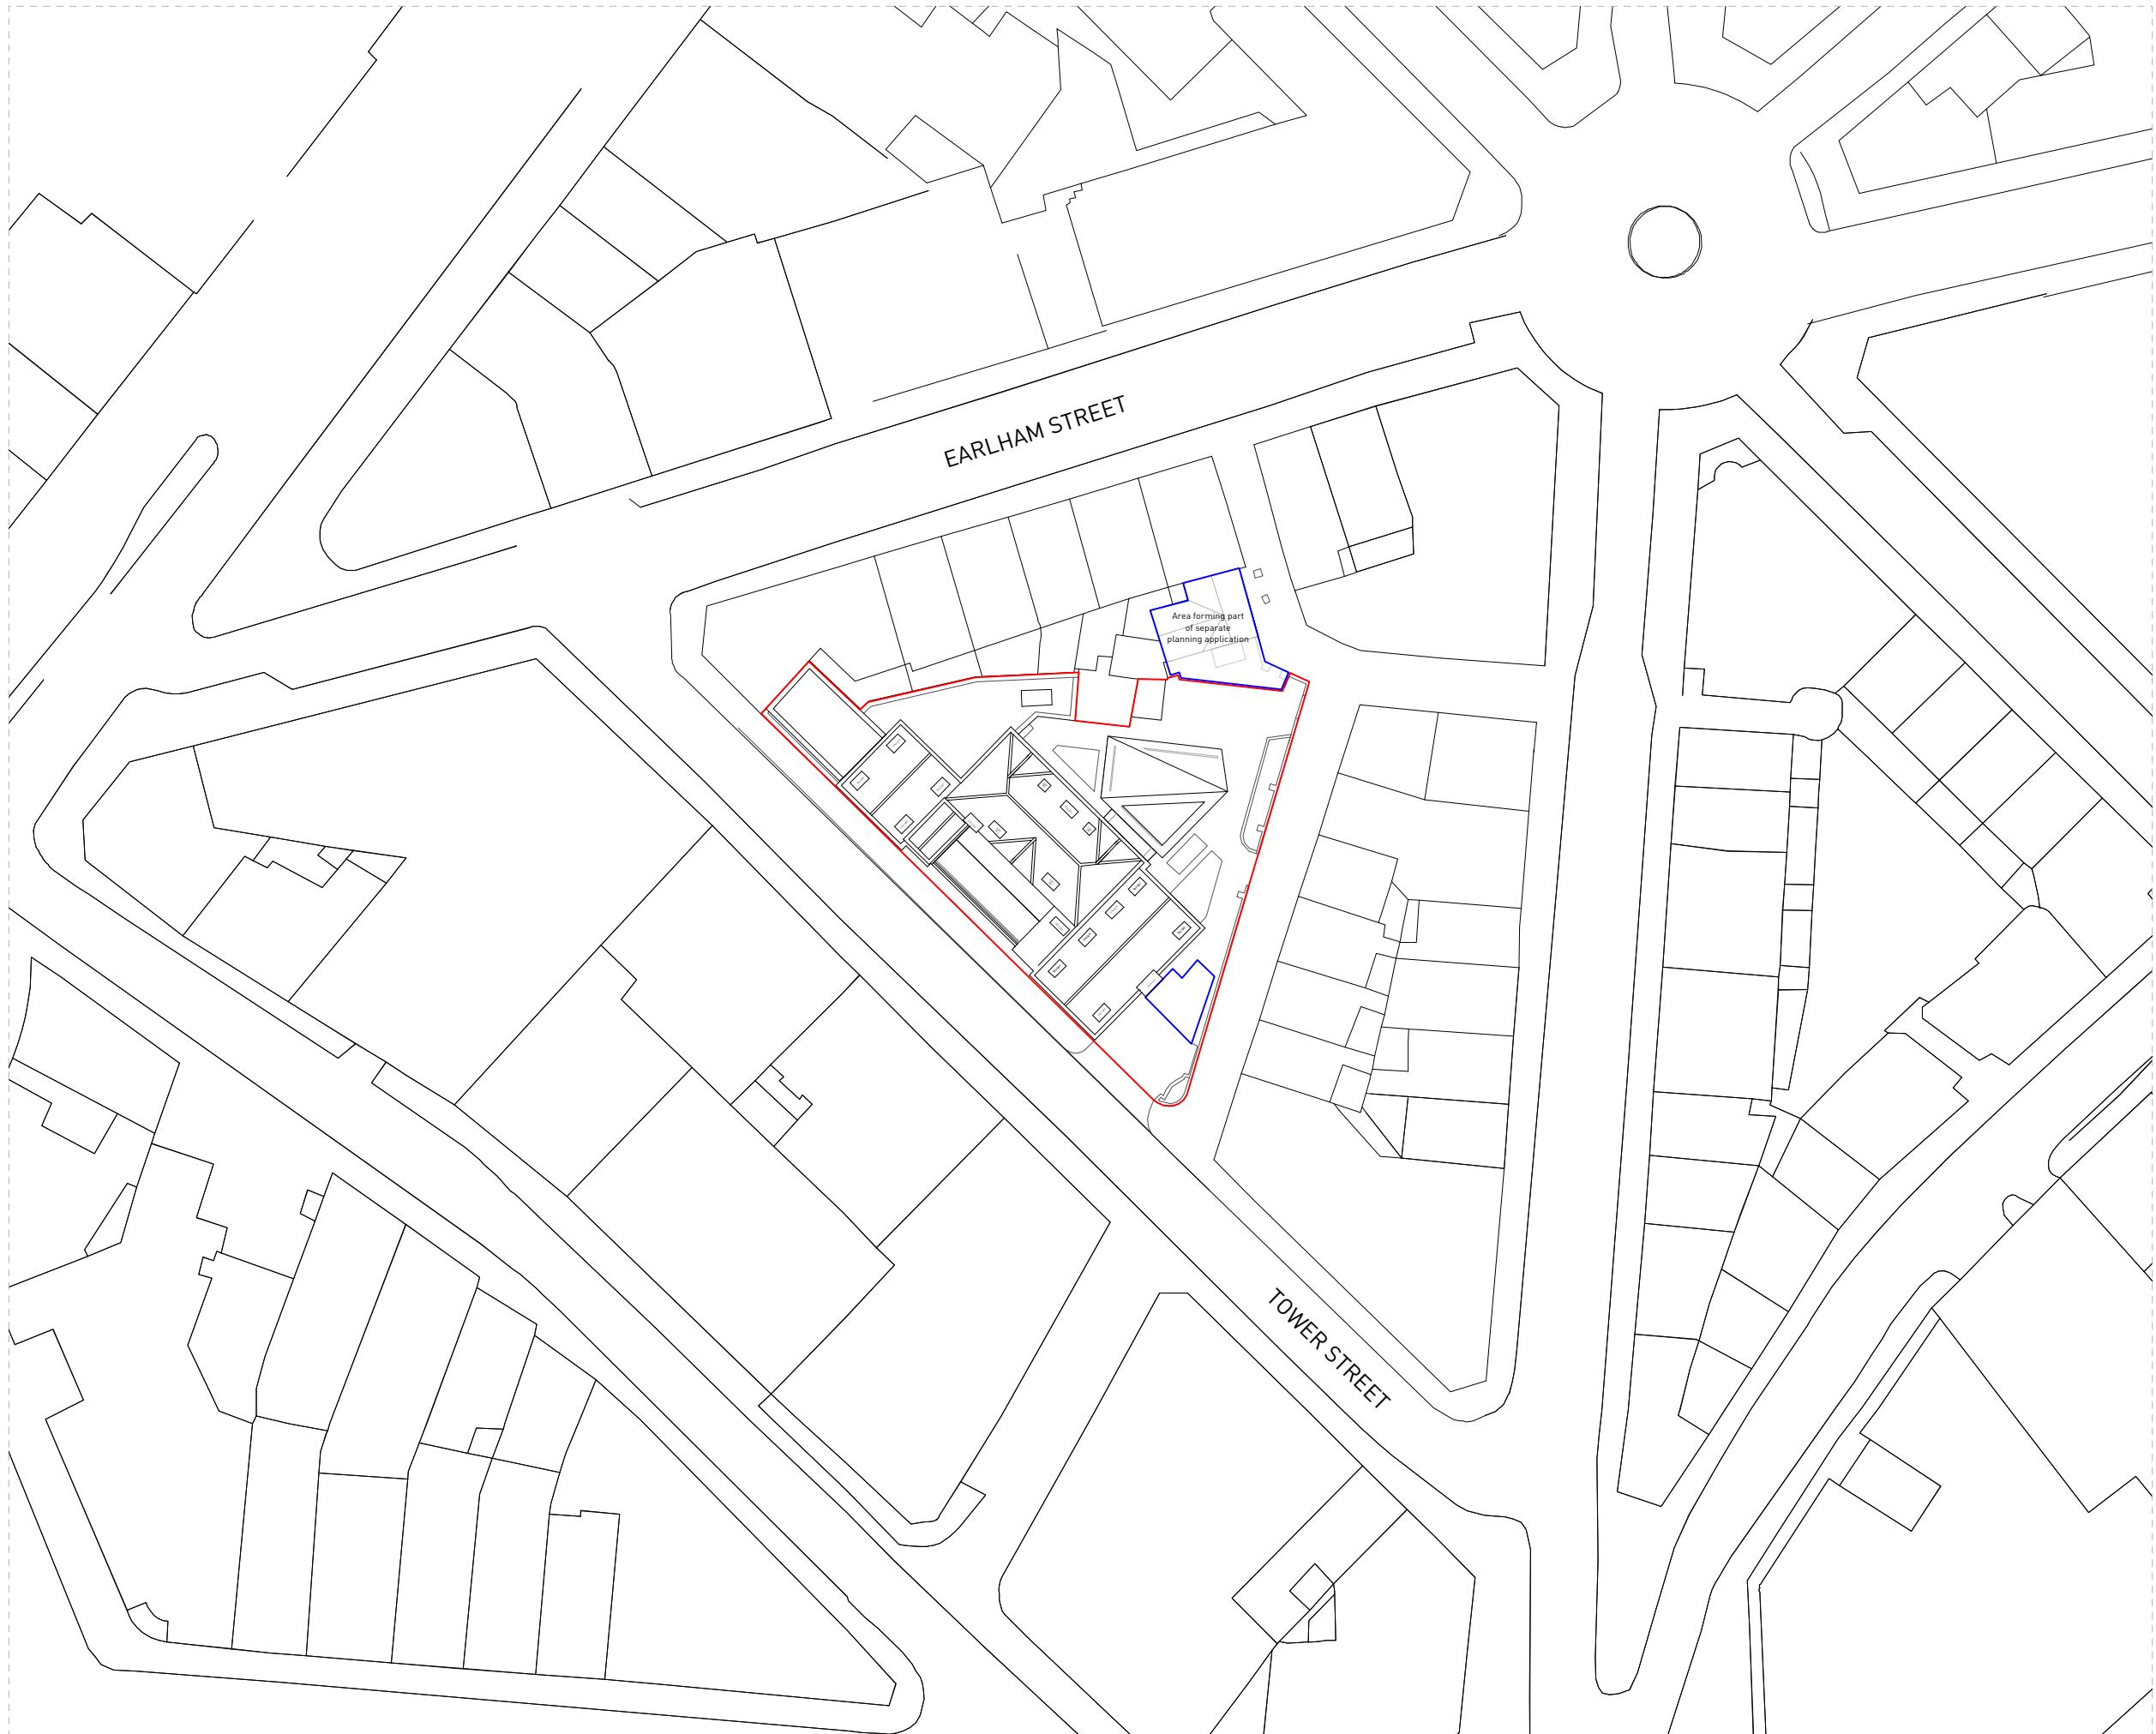 EARLHAM STREET
Area forming part
of separate
planning application
TOWER STREET